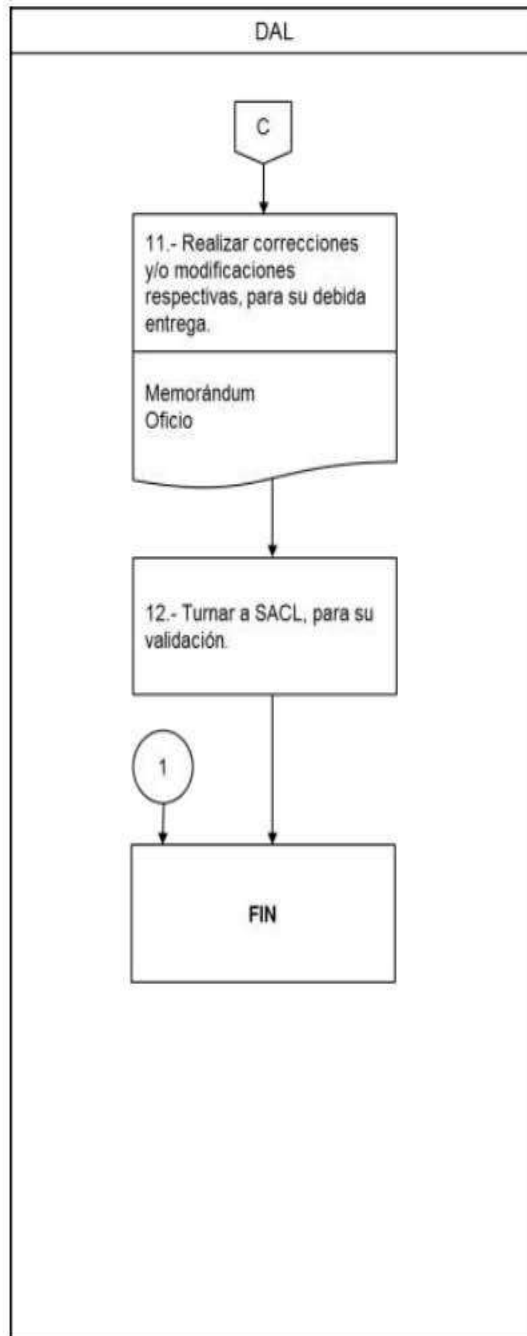 DAL
C
11.- Realizar correcciones
y/o modificaciones
respectivas, para su debida
entrega.
Memorándum
Oficio
12.- Turnar a SACL, para su
validación.
1
FIN